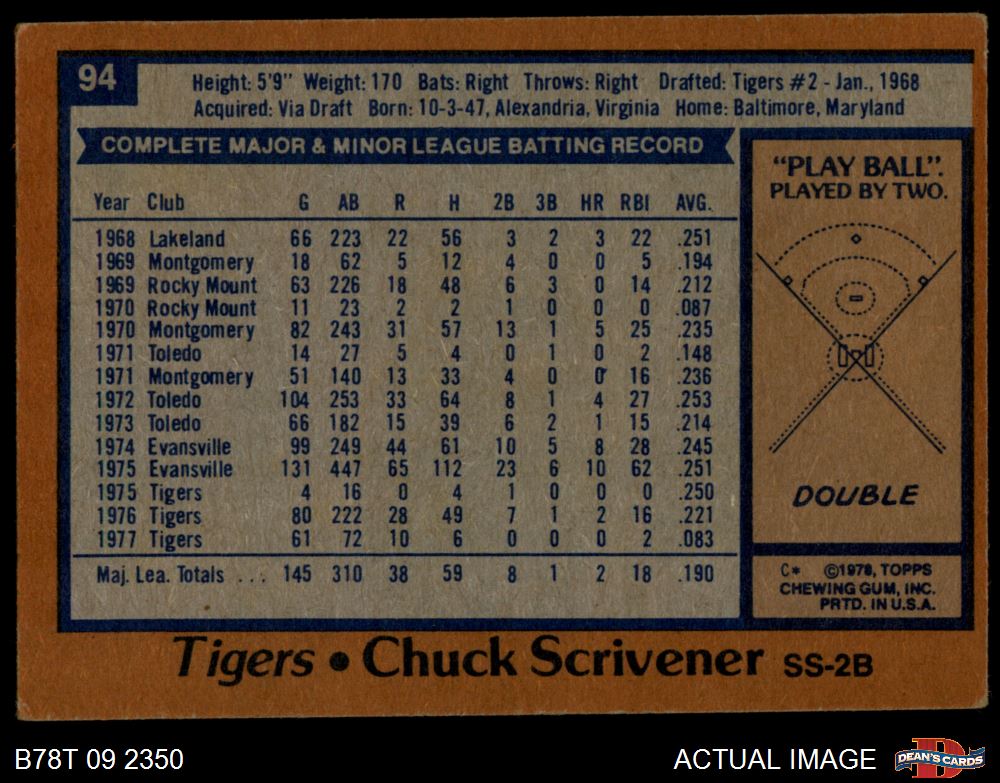 94
Height: 5'9" Weight: 170 Bats: Right Throws: Right Drafted: Tigers #2 - Jan., 1968
Acquired: Via Draft Born: 10-3-47, Alexandria, Virginia Home: Baltimore, Maryland
COMPLETE MAJOR & MINOR LEAGUE BATTING RECORD
Year Club G AB R H 2B 3B HR RBI AVG.
1968 Lakeland 66 223 22 56 3 2 3 22 .251
1969 Montgomery 18 62 5 12 4 0 0 5 .194
1969 Rocky Mount 63 226 18 48 6 3 0 14 .212
1970 Rocky Mount 11 23 2 2 1 0 0 0 .087
1970 Montgomery 82 243 31 57 13 1 5 25 .235
1971 Toledo 14 27 5 4 0 1 0 2 .148
1971 Montgomery 51 140 13 33 4 0 0 16 .236
1972 Toledo 104 253 33 64 8 1 4 27 .253
1973 Toledo 66 182 15 39 6 2 1 15 .214
1974 Evansville 99 249 44 61 10 5 8 28 .245
1975 Evansville 131 447 65 112 23 6 10 62 .251
1975 Tigers 4 16 0 4 1 0 0 0 .250
1976 Tigers 80 222 28 49 7 1 2 16 .221
1977 Tigers 61 72 10 6 0 0 0 2 .083
Maj. Lea. Totals ... 145 310 38 59 8 1 2 18 .190
"PLAY BALL".
PLAYED BY TWO.
DOUBLE
C* ©1978, TOPPS
CHEWING GUM, INC.
PRTD. IN U.S.A.
Tigers • Chuck Scrivener SS-2B
B78T 09 2350
ACTUAL IMAGE
D
DEAN'S CARDS